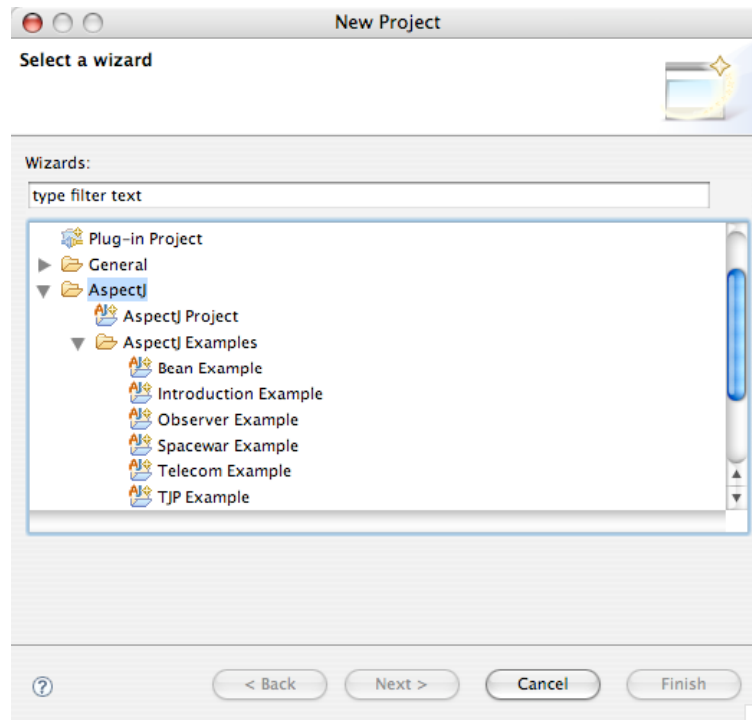 New Project
Select a wizard
Wizards:
type filter text
Plug-in Project
General
AspectJ
AspectJ Project
AspectJ Examples
Bean Example
Introduction Example
Observer Example
Spacewar Example
Telecom Example
TJP Example
?
< Back
Next >
Cancel
Finish